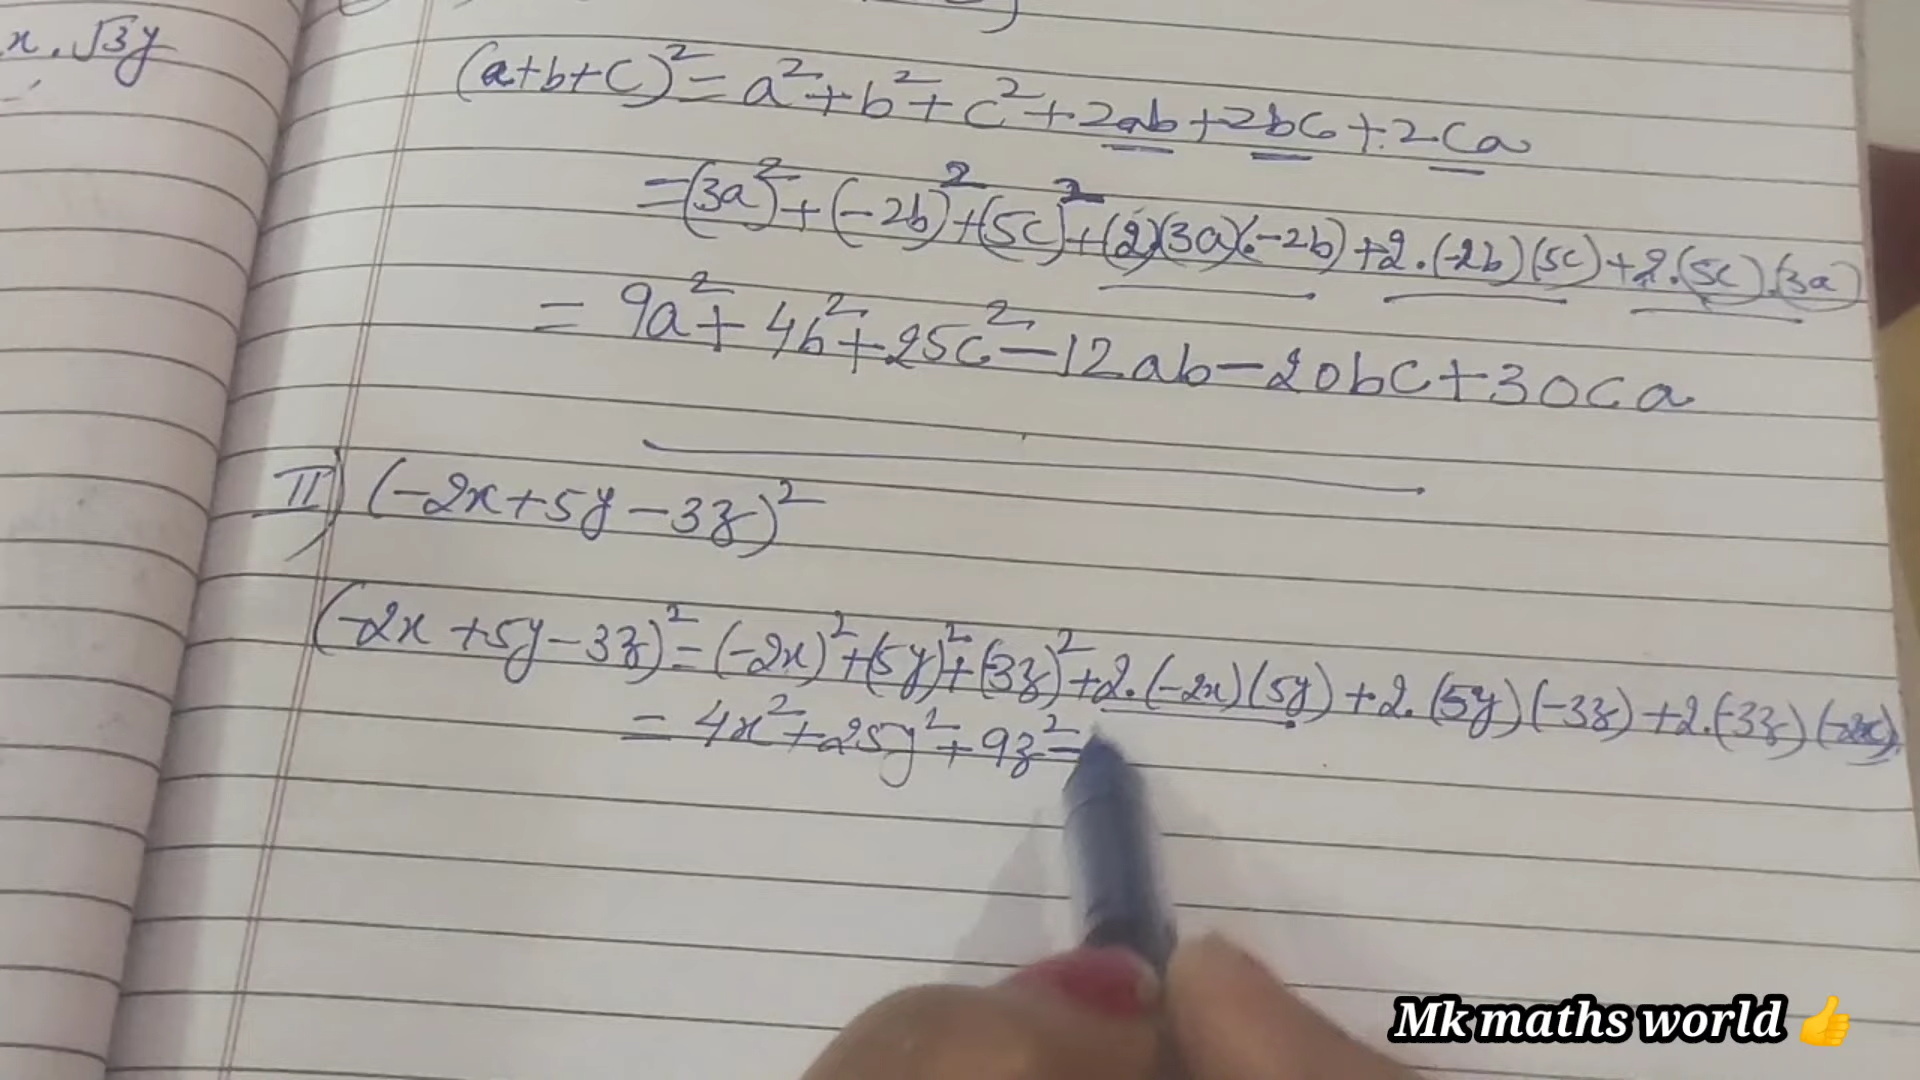 x.√3y
(a+b+c)²=a²+b²+c²+2ab+2bc+2ca
=(3a)²+(-2b)²+(5c)²+(2)(3a)(-2b)+2.(-2b)(5c)+2.(5c).(3a)
= 9a²+4b²+25c²-12ab-20bc+30ca
II) (-2x+5y-3z)²
(-2x+5y-3z)²=(-2x)²+(5y)²+(-3z)²+2.(-2x)(5y)+2.(5y)(-3z)+2.(-3z)(-2x)
= 4x²+25y²+9z²-
Mk maths world 👍